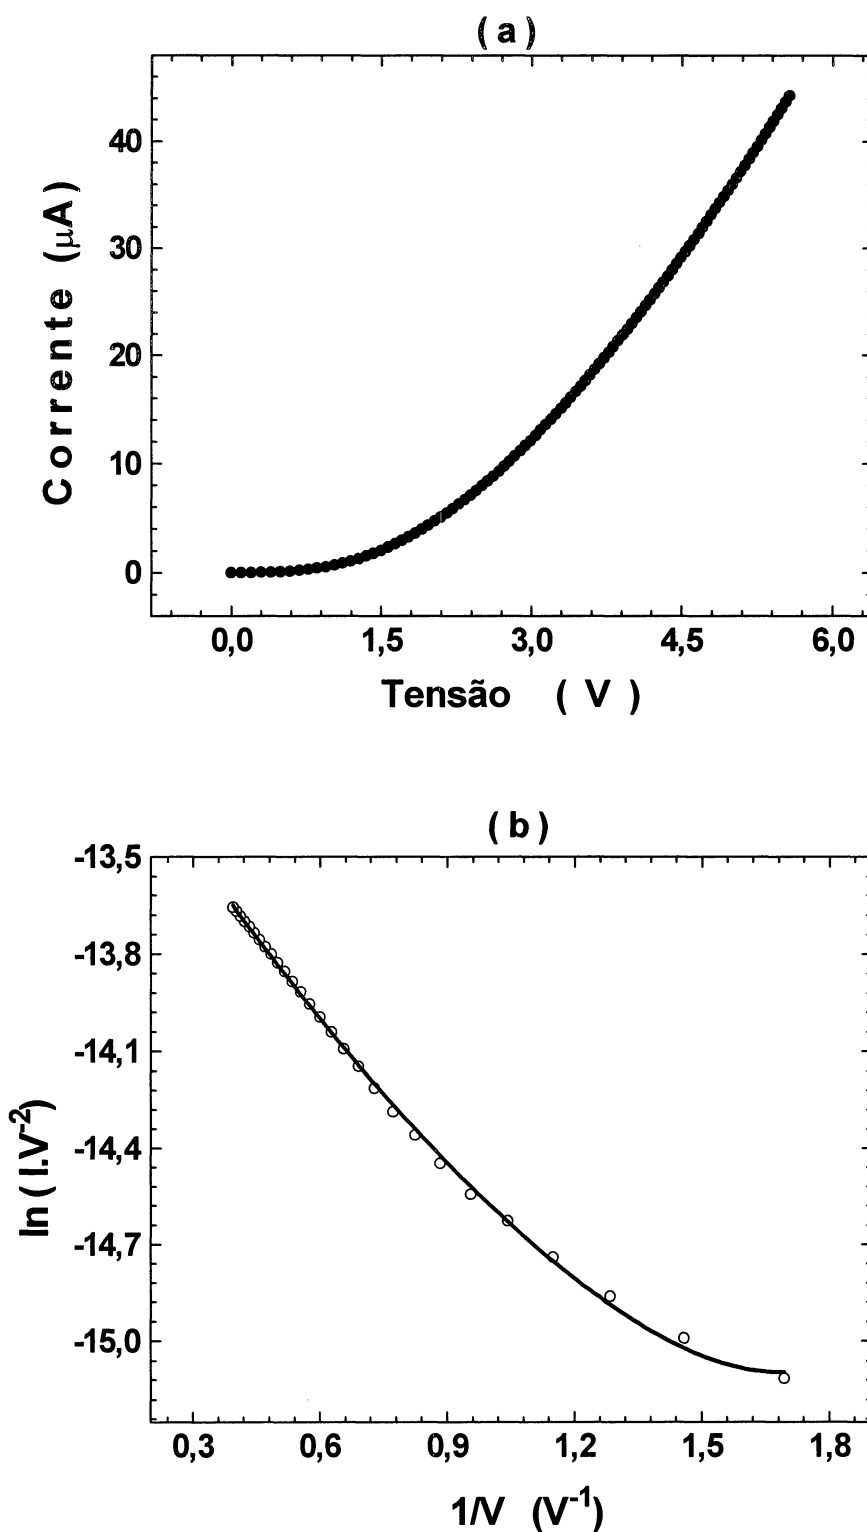 ( a )
40
30
20
10
0
Corrente (μA)
0,0 1,5 3,0 4,5 6,0
Tensão ( V )
( b )
-13,5
-13,8
-14,1
-14,4
-14,7
-15,0
ln ( I.V⁻² )
0,3 0,6 0,9 1,2 1,5 1,8
1/V (V⁻¹)